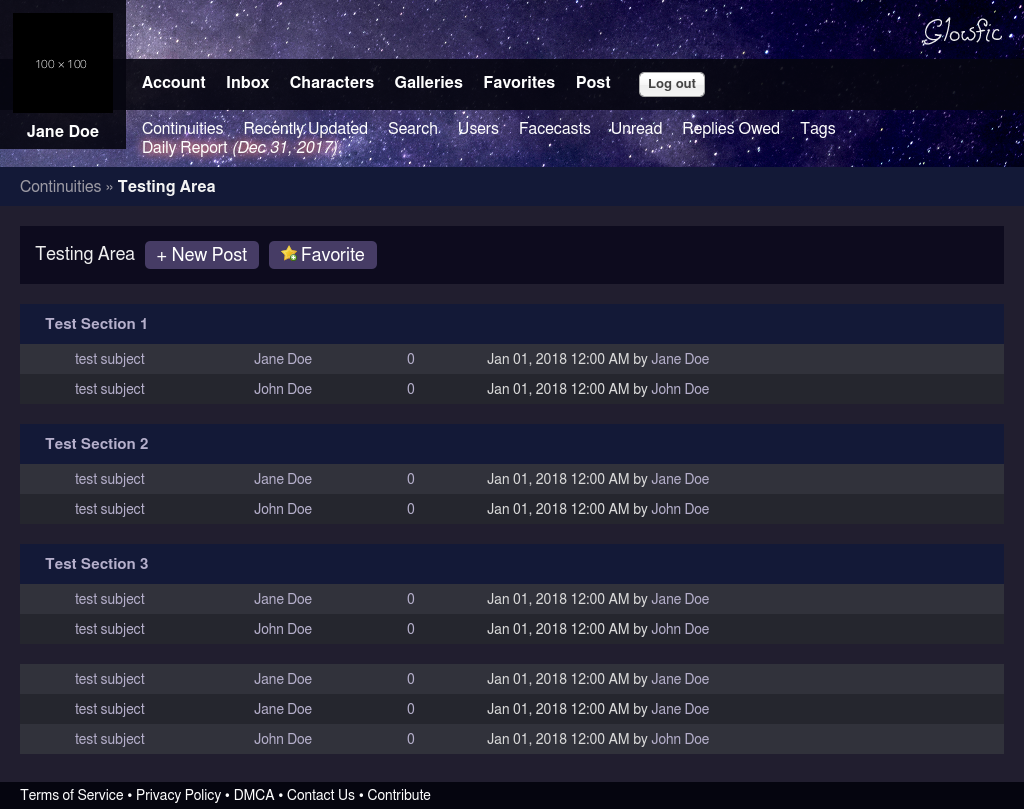 Glowfic
100 × 100
Account Inbox Characters Galleries Favorites Post Log out
Jane Doe
Continuities Recently Updated Search Users Facecasts Unread Replies Owed Tags
Daily Report (Dec 31, 2017)
Continuities » Testing Area
Testing Area + New Post Favorite
Test Section 1
test subject Jane Doe 0 Jan 01, 2018 12:00 AM by Jane Doe
test subject John Doe 0 Jan 01, 2018 12:00 AM by John Doe
Test Section 2
test subject Jane Doe 0 Jan 01, 2018 12:00 AM by Jane Doe
test subject John Doe 0 Jan 01, 2018 12:00 AM by John Doe
Test Section 3
test subject Jane Doe 0 Jan 01, 2018 12:00 AM by Jane Doe
test subject John Doe 0 Jan 01, 2018 12:00 AM by John Doe
test subject Jane Doe 0 Jan 01, 2018 12:00 AM by Jane Doe
test subject Jane Doe 0 Jan 01, 2018 12:00 AM by Jane Doe
test subject John Doe 0 Jan 01, 2018 12:00 AM by John Doe
Terms of Service • Privacy Policy • DMCA • Contact Us • Contribute